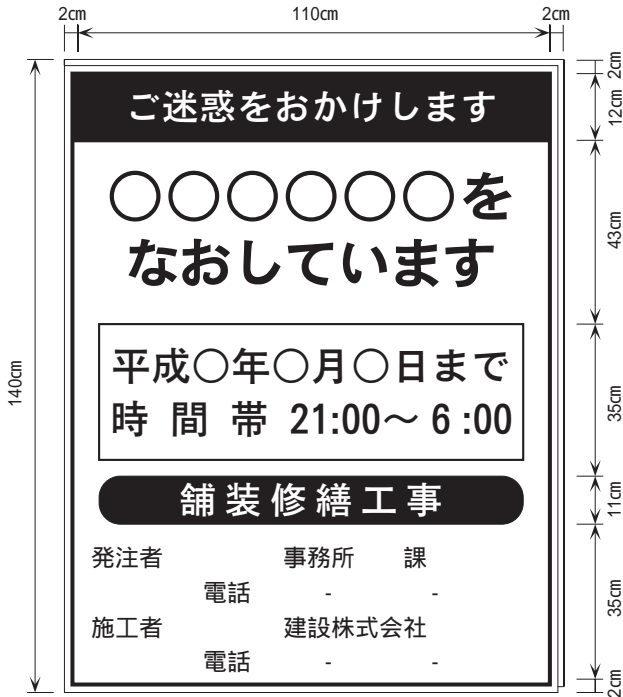 2cm 110cm 2cm
2cm
ご迷惑をおかけします
12cm
○○○○○○を
なおしています
43cm
140cm
平成○年○月○日まで
時間帯 21:00～6:00
35cm
舗装修繕工事
11cm
発注者 事務所 課
電話 - -
施工者 建設株式会社
電話 - -
35cm
2cm